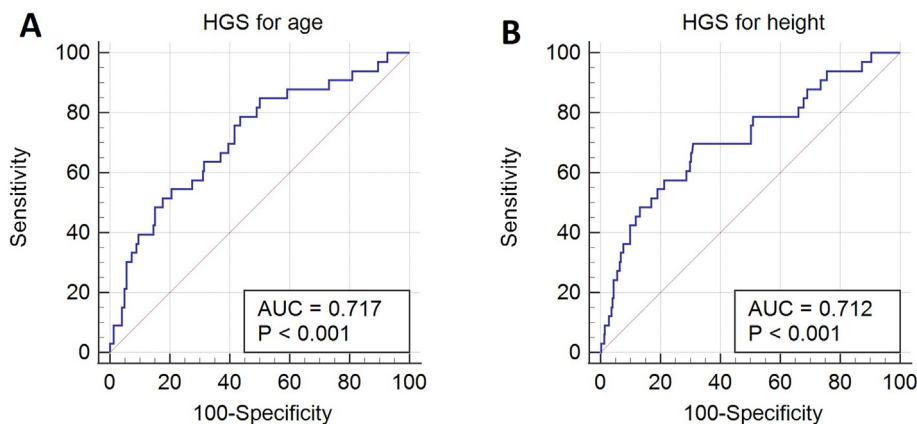 A
HGS for age
100
80
60
40
20
0
Sensitivity
AUC = 0.717
P < 0.001
0 20 40 60 80 100
100-Specificity
B
HGS for height
100
80
60
40
20
0
Sensitivity
AUC = 0.712
P < 0.001
0 20 40 60 80 100
100-Specificity